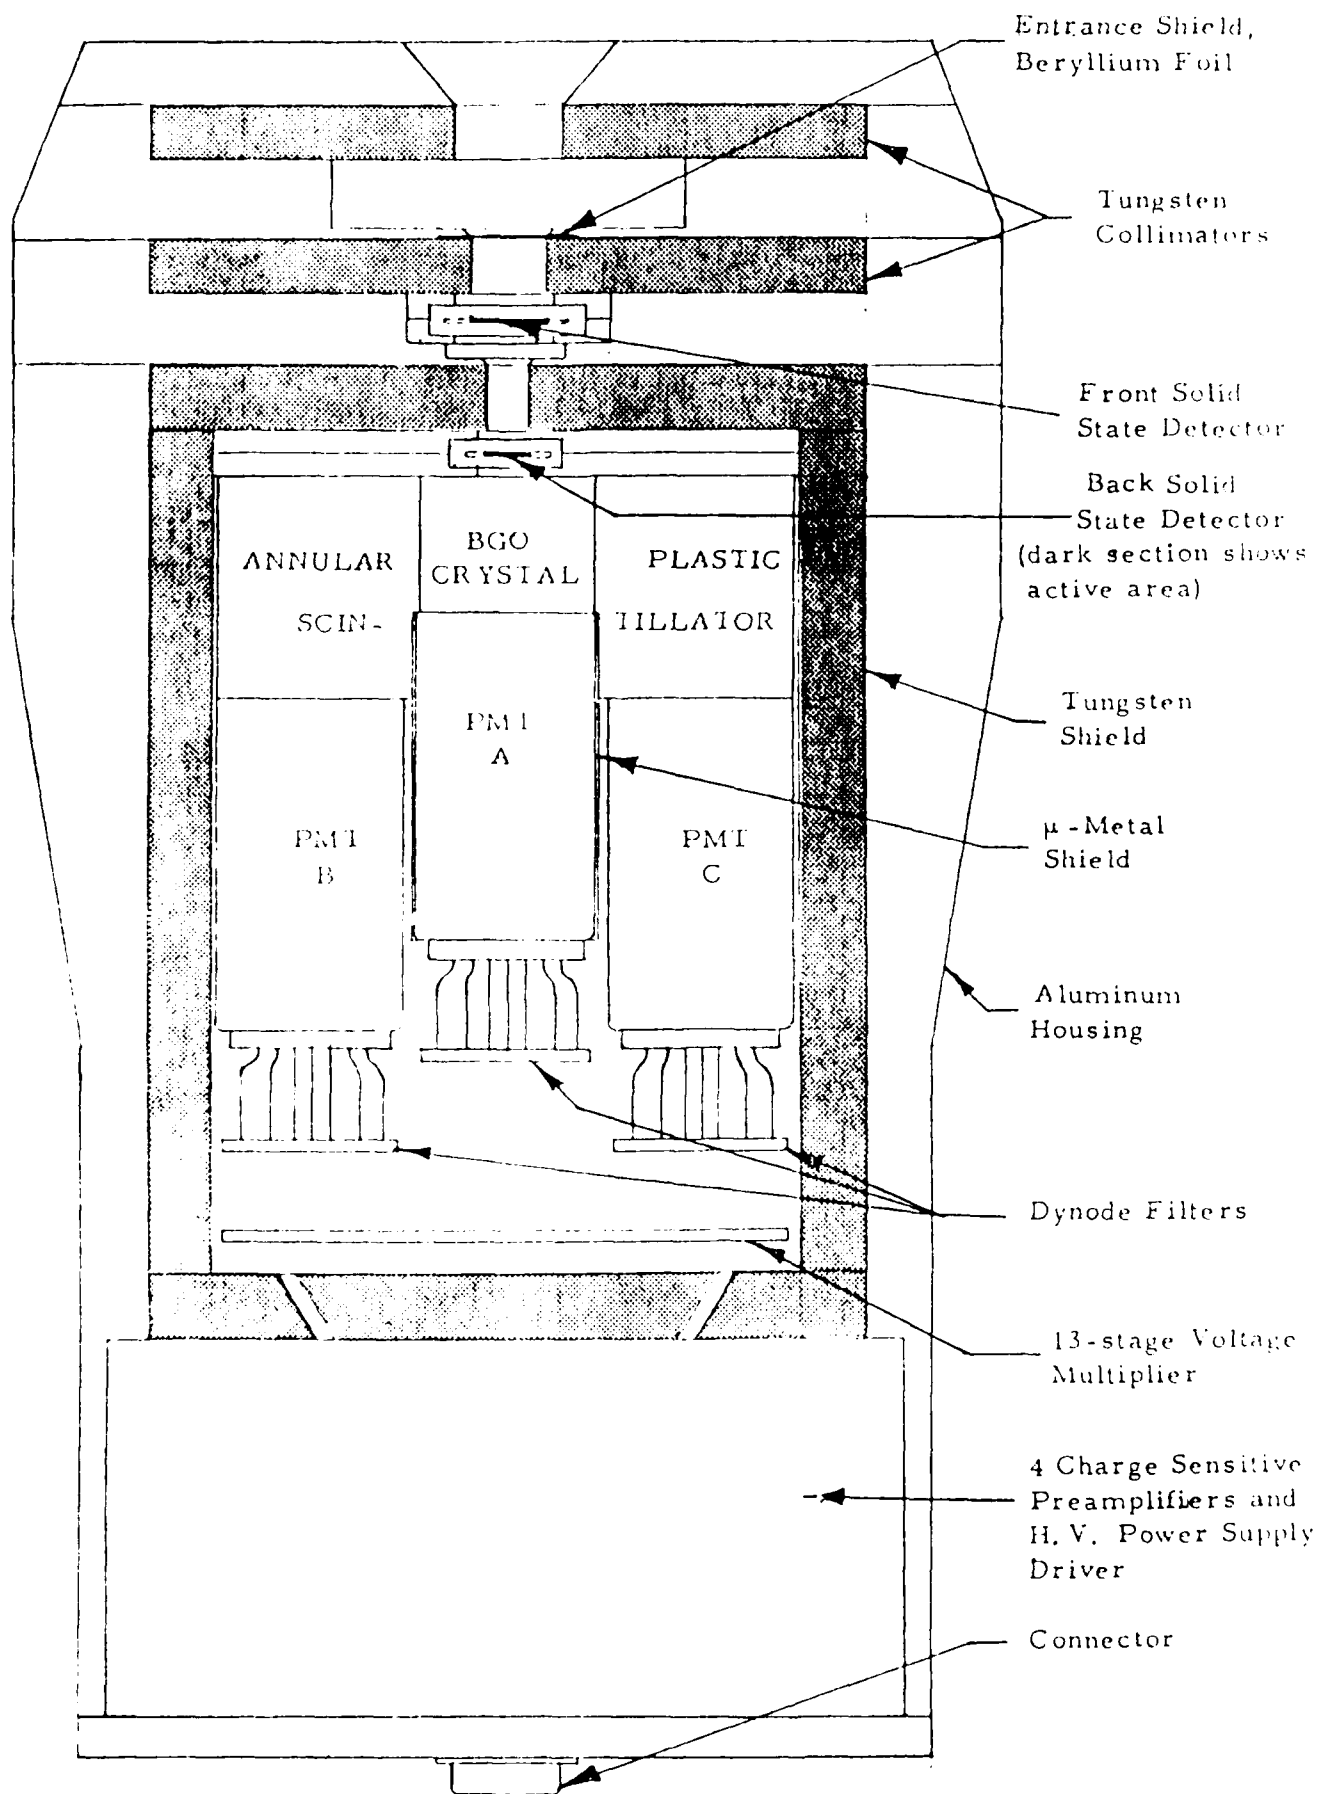 Entrance Shield,
Beryllium Foil
Tungsten
Collimators
Front Solid
State Detector
Back Solid
State Detector
(dark section shows
active area)
ANNULAR
SCIN-
BGO
CRYSTAL
PLASTIC
TILLATOR
Tungsten
Shield
PMT
A
PMT
B
PMT
C
μ-Metal
Shield
Aluminum
Housing
Dynode Filters
13-stage Voltage
Multiplier
4 Charge Sensitive
Preamplifiers and
H. V. Power Supply
Driver
Connector